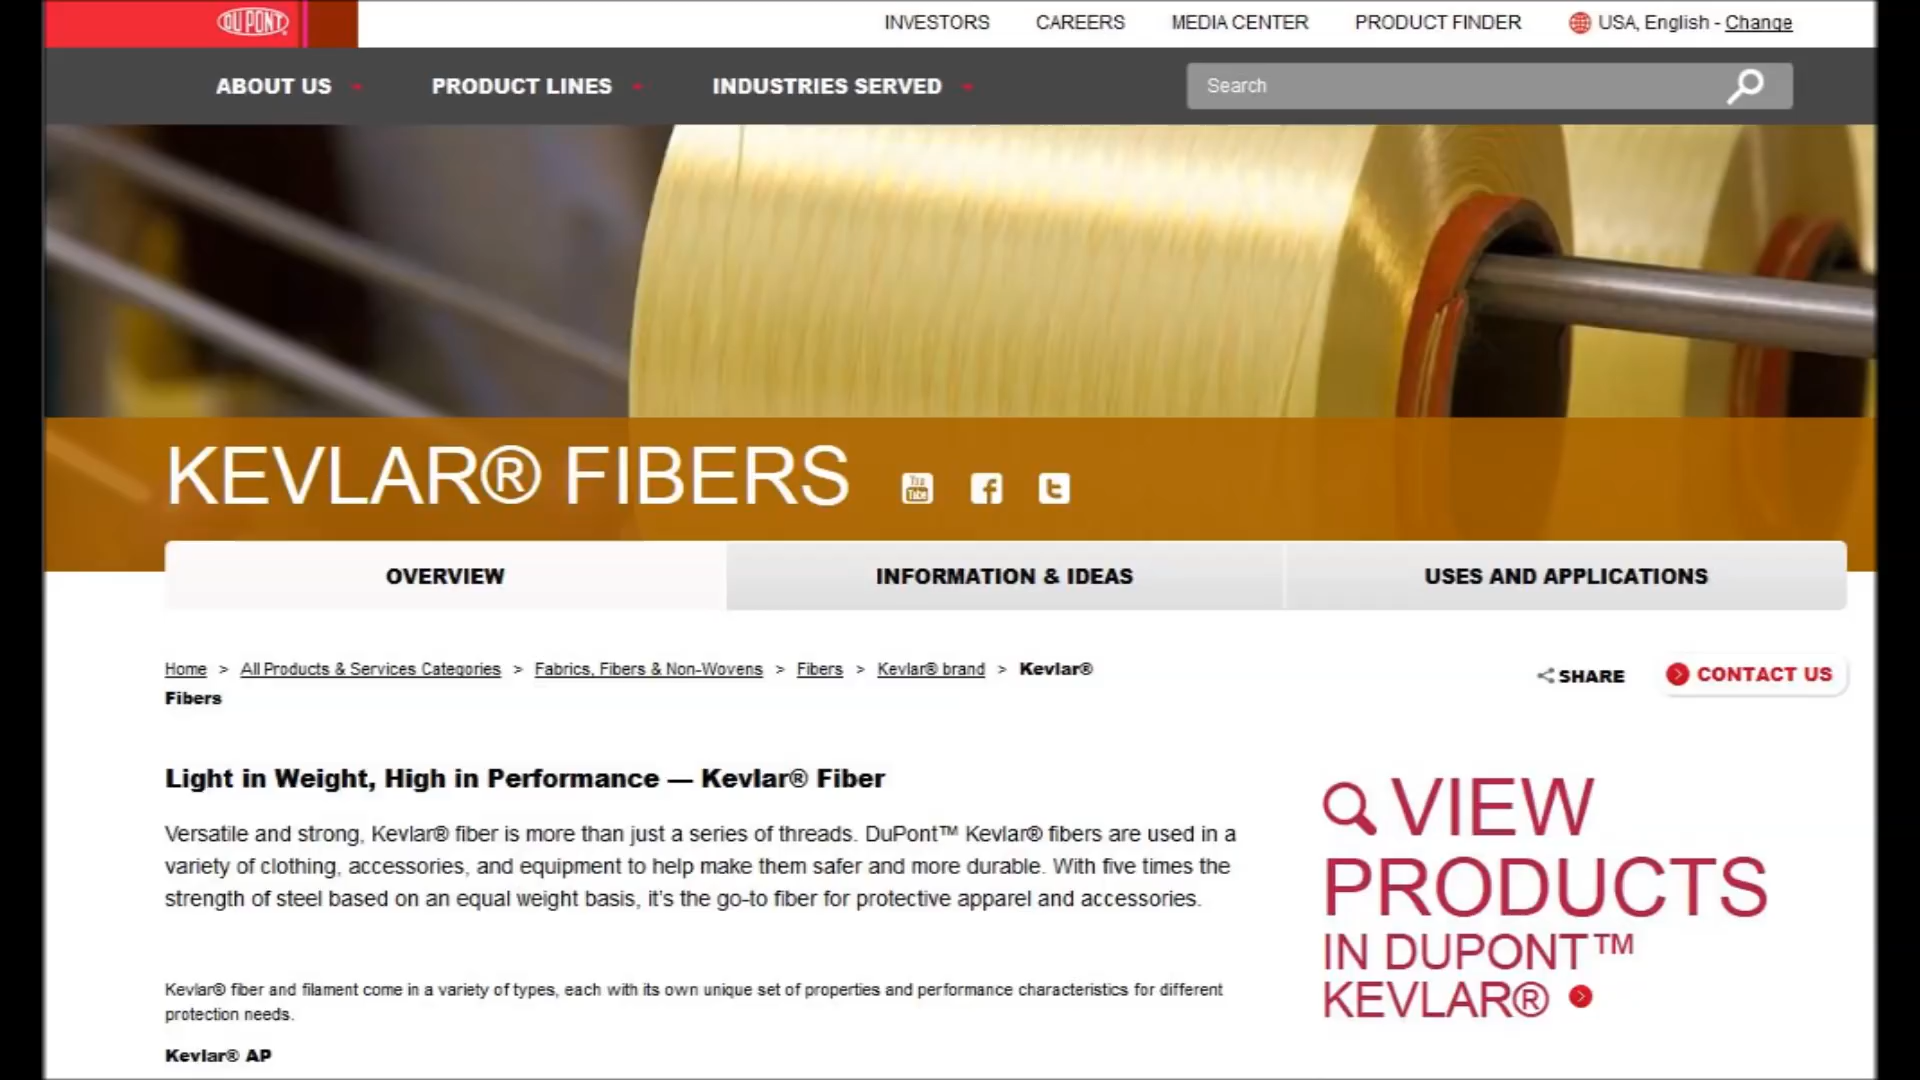 DU PONT
INVESTORS CAREERS MEDIA CENTER PRODUCT FINDER USA, English - Change
ABOUT US PRODUCT LINES INDUSTRIES SERVED Search
KEVLAR® FIBERS You Tube f t
OVERVIEW INFORMATION & IDEAS USES AND APPLICATIONS
Home > All Products & Services Categories > Fabrics, Fibers & Non-Wovens > Fibers > Kevlar® brand > Kevlar®
Fibers
SHARE CONTACT US
Light in Weight, High in Performance — Kevlar® Fiber
Versatile and strong, Kevlar® fiber is more than just a series of threads. DuPont™ Kevlar® fibers are used in a
variety of clothing, accessories, and equipment to help make them safer and more durable. With five times the
strength of steel based on an equal weight basis, it's the go-to fiber for protective apparel and accessories.
Kevlar® fiber and filament come in a variety of types, each with its own unique set of properties and performance characteristics for different
protection needs.
Kevlar® AP
VIEW
PRODUCTS
IN DUPONT™
KEVLAR®